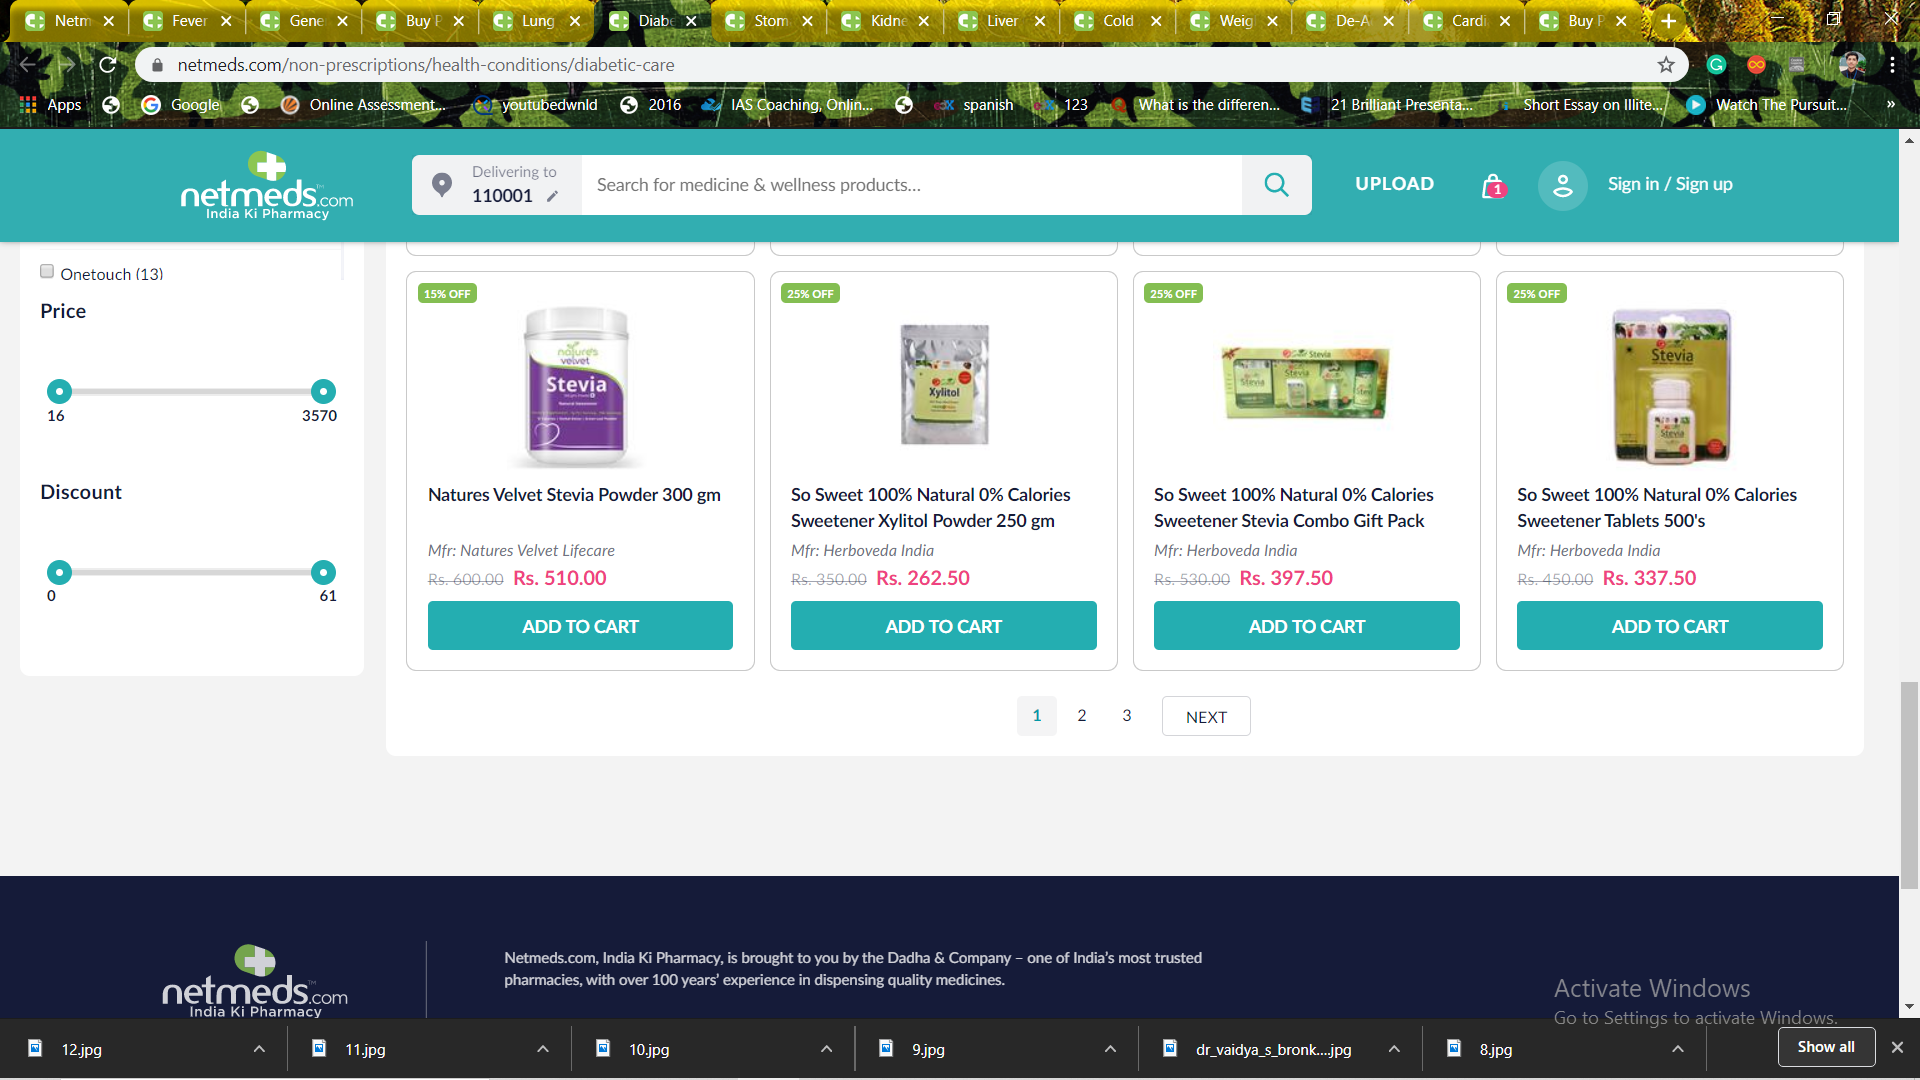 Netm
Fever
Gene
Buy P
Lung
Diabe
Stom
Kidne
Liver
Cold
Weig
De-A
Cardi
Buy P
netmeds.com/non-prescriptions/health-conditions/diabetic-care
Apps
Google
Online Assessment...
youtubedwnld
2016
IAS Coaching, Onlin...
spanish
123
What is the differen...
21 Brilliant Presenta...
Short Essay on Illite...
Watch The Pursuit...
»
netmeds.com
India Ki Pharmacy
Delivering to
110001
Search for medicine & wellness products...
UPLOAD
1
Sign in / Sign up
Onetouch (13)
Price
16
3570
Discount
0
61
15% OFF
nature's
velvet
Stevia
Natures Velvet Stevia Powder 300 gm
Mfr: Natures Velvet Lifecare
Rs. 600.00 Rs. 510.00
ADD TO CART
25% OFF
Xylitol
So Sweet 100% Natural 0% Calories
Sweetener Xylitol Powder 250 gm
Mfr: Herboveda India
Rs. 350.00 Rs. 262.50
ADD TO CART
25% OFF
Stevia
So Sweet 100% Natural 0% Calories
Sweetener Stevia Combo Gift Pack
Mfr: Herboveda India
Rs. 530.00 Rs. 397.50
ADD TO CART
25% OFF
Stevia
Stevia
So Sweet 100% Natural 0% Calories
Sweetener Tablets 500's
Mfr: Herboveda India
Rs. 450.00 Rs. 337.50
ADD TO CART
1 2 3 NEXT
netmeds.com
India Ki Pharmacy
Netmeds.com, India Ki Pharmacy, is brought to you by the Dadha & Company – one of India's most trusted
pharmacies, with over 100 years' experience in dispensing quality medicines.
Activate Windows
Go to Settings to activate Windows.
12.jpg
11.jpg
10.jpg
9.jpg
dr_vaidya_s_bronk....jpg
8.jpg
Show all